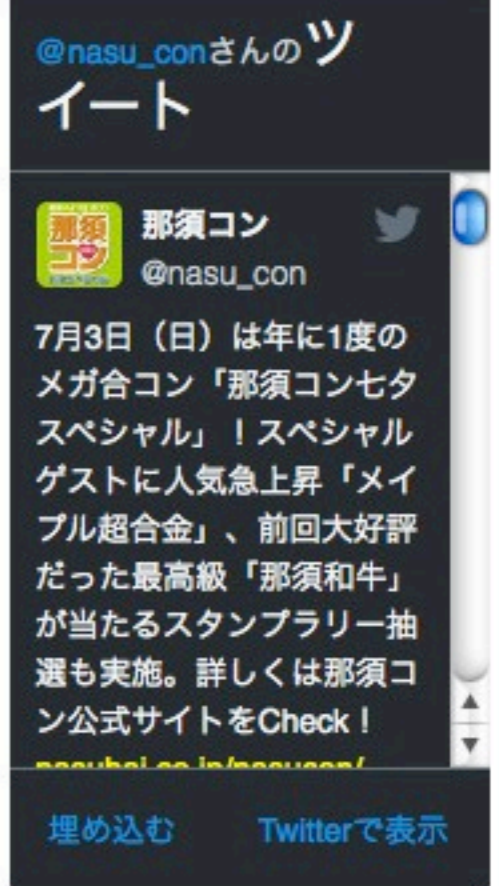 @nasu_conさんのツ
イート
那須
コン
那須コン
@nasu_con
7月3日（日）は年に1度の
メガ合コン「那須コン七夕
スペシャル」！スペシャル
ゲストに人気急上昇「メイ
プル超合金」、前回大好評
だった最高級「那須和牛」
が当たるスタンプラリー抽
選も実施。詳しくは那須コ
ン公式サイトをCheck！
埋め込む
Twitterで表示